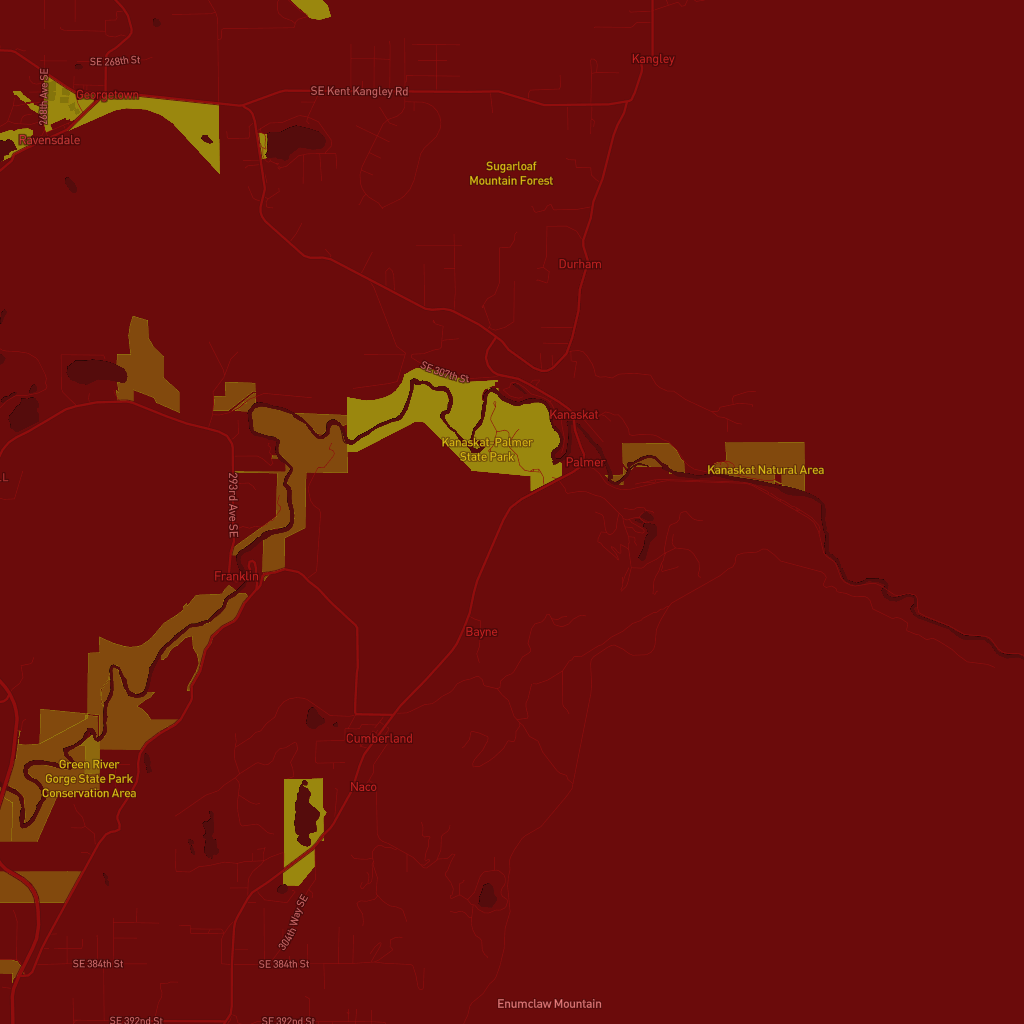 Kangley
SE 268th St
268th Ave SE
Georgetown
SE Kent Kangley Rd
Ravensdale
Sugarloaf
Mountain Forest
Durham
SE 307th St
Kanaskat
Kanaskat-Palmer
State Park
Palmer
Kanaskat Natural Area
293rd Ave SE
Franklin
Bayne
Cumberland
Green River
Gorge State Park
Conservation Area
Naco
304th Way SE
SE 384th St
SE 384th St
Enumclaw Mountain
SE 392nd St
SE 392nd St